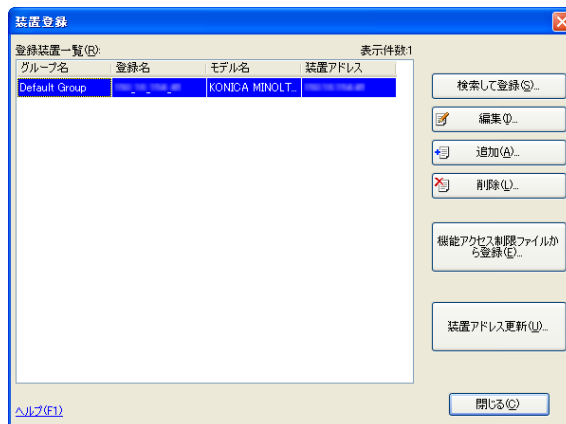 装置登録
登録装置一覧(R):
表示件数:1
グループ名 登録名 モデル名 装置アドレス
Default Group KONICA MINOLT...
検索して登録(S)...
編集(I)...
追加(A)...
削除(L)...
機能アクセス制限ファイルか
ら登録(E)...
装置アドレス更新(U)...
ヘルプ(F1)
閉じる(C)